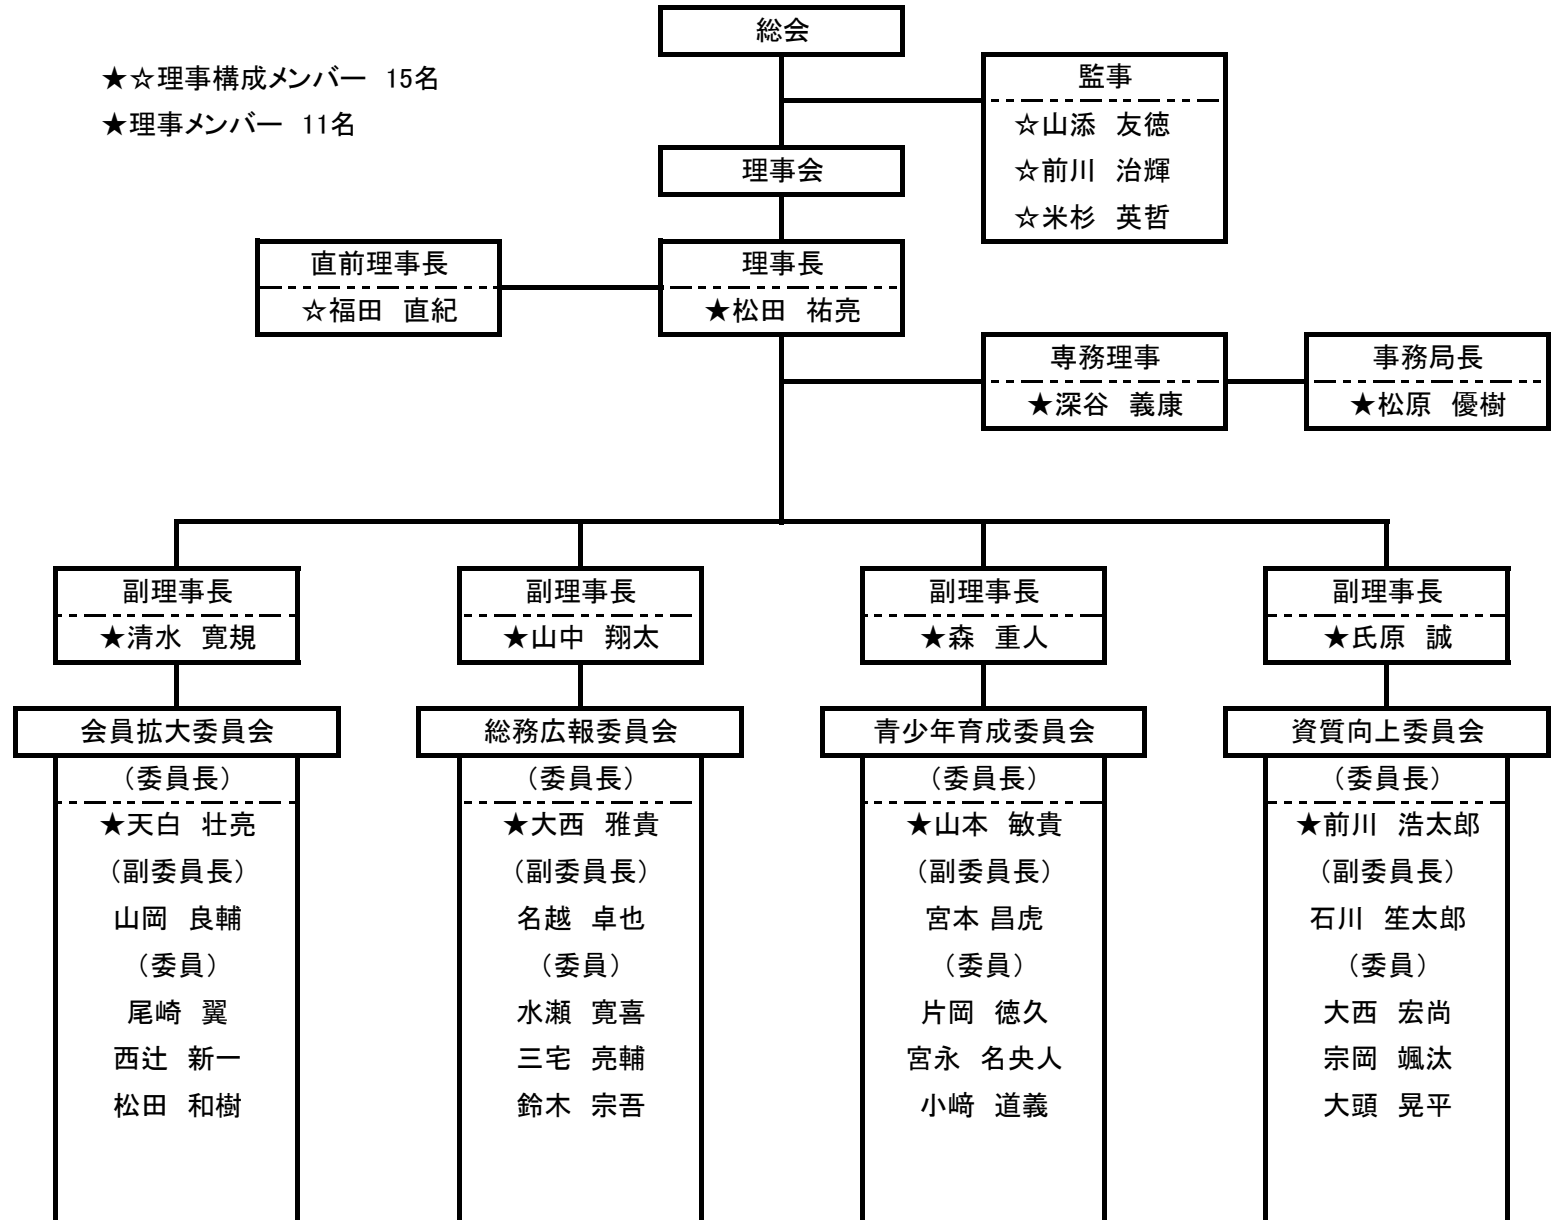 総会
★☆理事構成メンバー 15名
★理事メンバー 11名
監事
☆山添 友徳
☆前川 治輝
☆米杉 英哲
理事会
直前理事長
☆福田 直紀
理事長
★松田 祐亮
専務理事
★深谷 義康
事務局長
★松原 優樹
副理事長
★清水 寛規
会員拡大委員会
（委員長）
★天白 壮亮
（副委員長）
山岡 良輔
（委員）
尾崎 翼
西辻 新一
松田 和樹
副理事長
★山中 翔太
総務広報委員会
（委員長）
★大西 雅貴
（副委員長）
名越 卓也
（委員）
水瀬 寛喜
三宅 亮輔
鈴木 宗吾
副理事長
★森 重人
青少年育成委員会
（委員長）
★山本 敏貴
（副委員長）
宮本 昌虎
（委員）
片岡 徳久
宮永 名央人
小﨑 道義
副理事長
★氏原 誠
資質向上委員会
（委員長）
★前川 浩太郎
（副委員長）
石川 笙太郎
（委員）
大西 宏尚
宗岡 颯汰
大頭 晃平